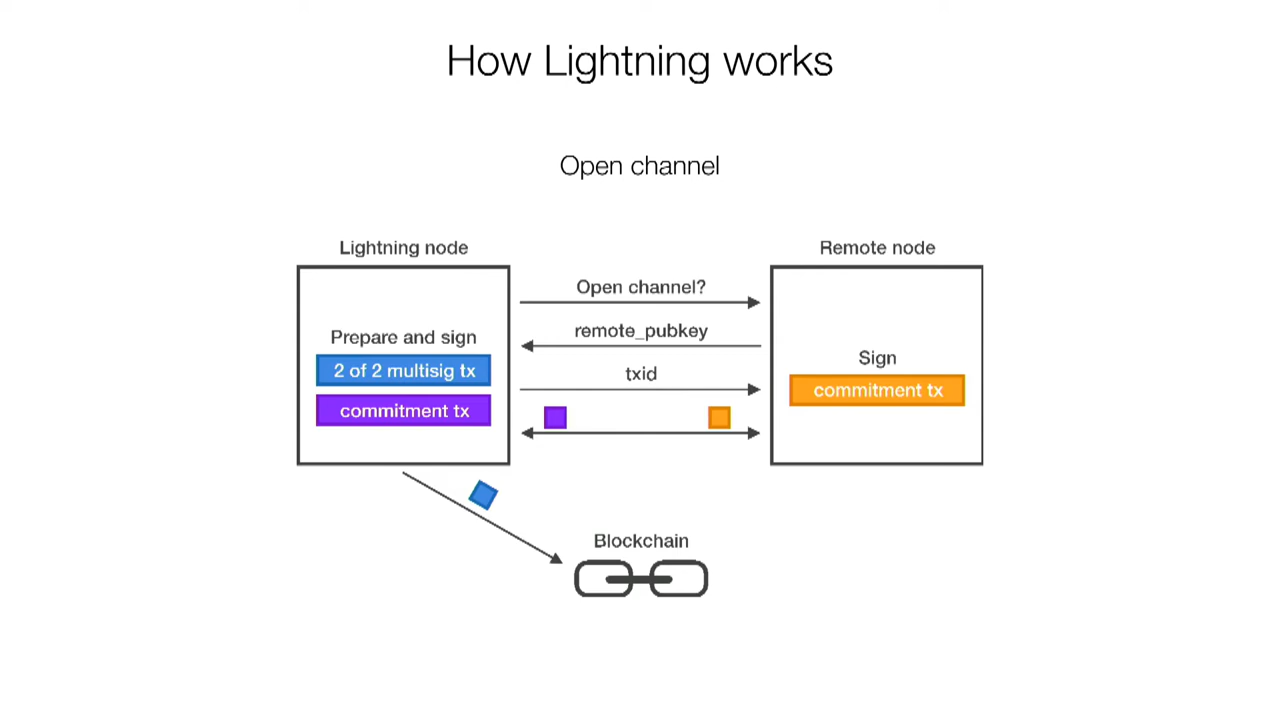 How Lightning works
Open channel
Lightning node
Remote node
Open channel?
remote_pubkey
Prepare and sign
2 of 2 multisig tx
commitment tx
txid
Sign
commitment tx
Blockchain